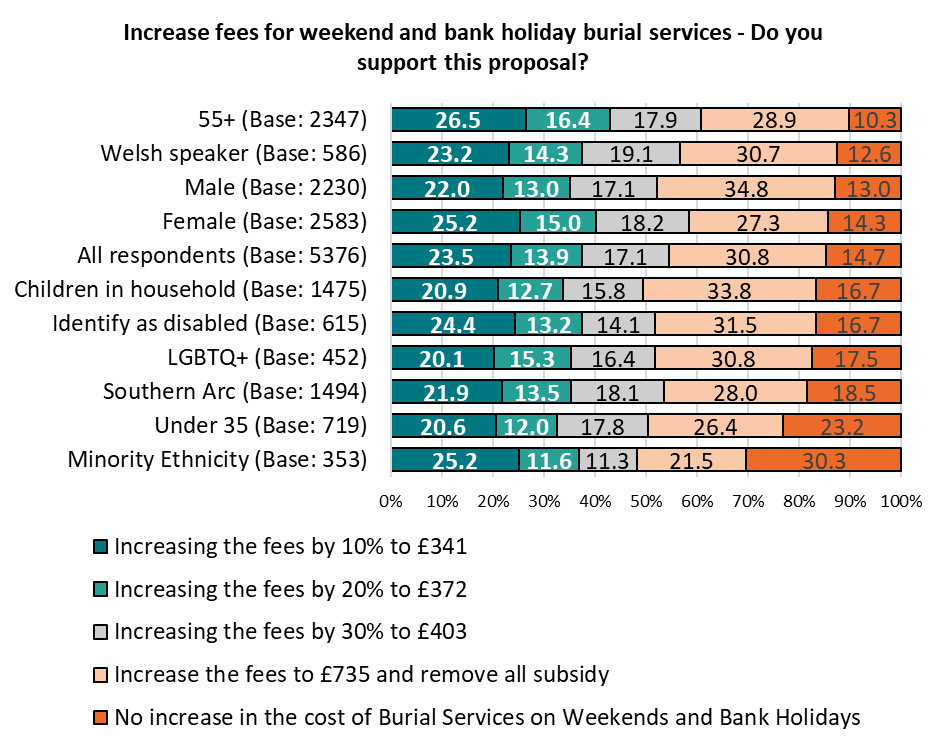 Increase fees for weekend and bank holiday burial services - Do you
support this proposal?
55+ (Base: 2347) 26.5 16.4 17.9 28.9 10.3
Welsh speaker (Base: 586) 23.2 14.3 19.1 30.7 12.6
Male (Base: 2230) 22.0 13.0 17.1 34.8 13.0
Female (Base: 2583) 25.2 15.0 18.2 27.3 14.3
All respondents (Base: 5376) 23.5 13.9 17.1 30.8 14.7
Children in household (Base: 1475) 20.9 12.7 15.8 33.8 16.7
Identify as disabled (Base: 615) 24.4 13.2 14.1 31.5 16.7
LGBTQ+ (Base: 452) 20.1 15.3 16.4 30.8 17.5
Southern Arc (Base: 1494) 21.9 13.5 18.1 28.0 18.5
Under 35 (Base: 719) 20.6 12.0 17.8 26.4 23.2
Minority Ethnicity (Base: 353) 25.2 11.6 11.3 21.5 30.3
0% 10% 20% 30% 40% 50% 60% 70% 80% 90% 100%
Increasing the fees by 10% to £341
Increasing the fees by 20% to £372
Increasing the fees by 30% to £403
Increase the fees to £735 and remove all subsidy
No increase in the cost of Burial Services on Weekends and Bank Holidays